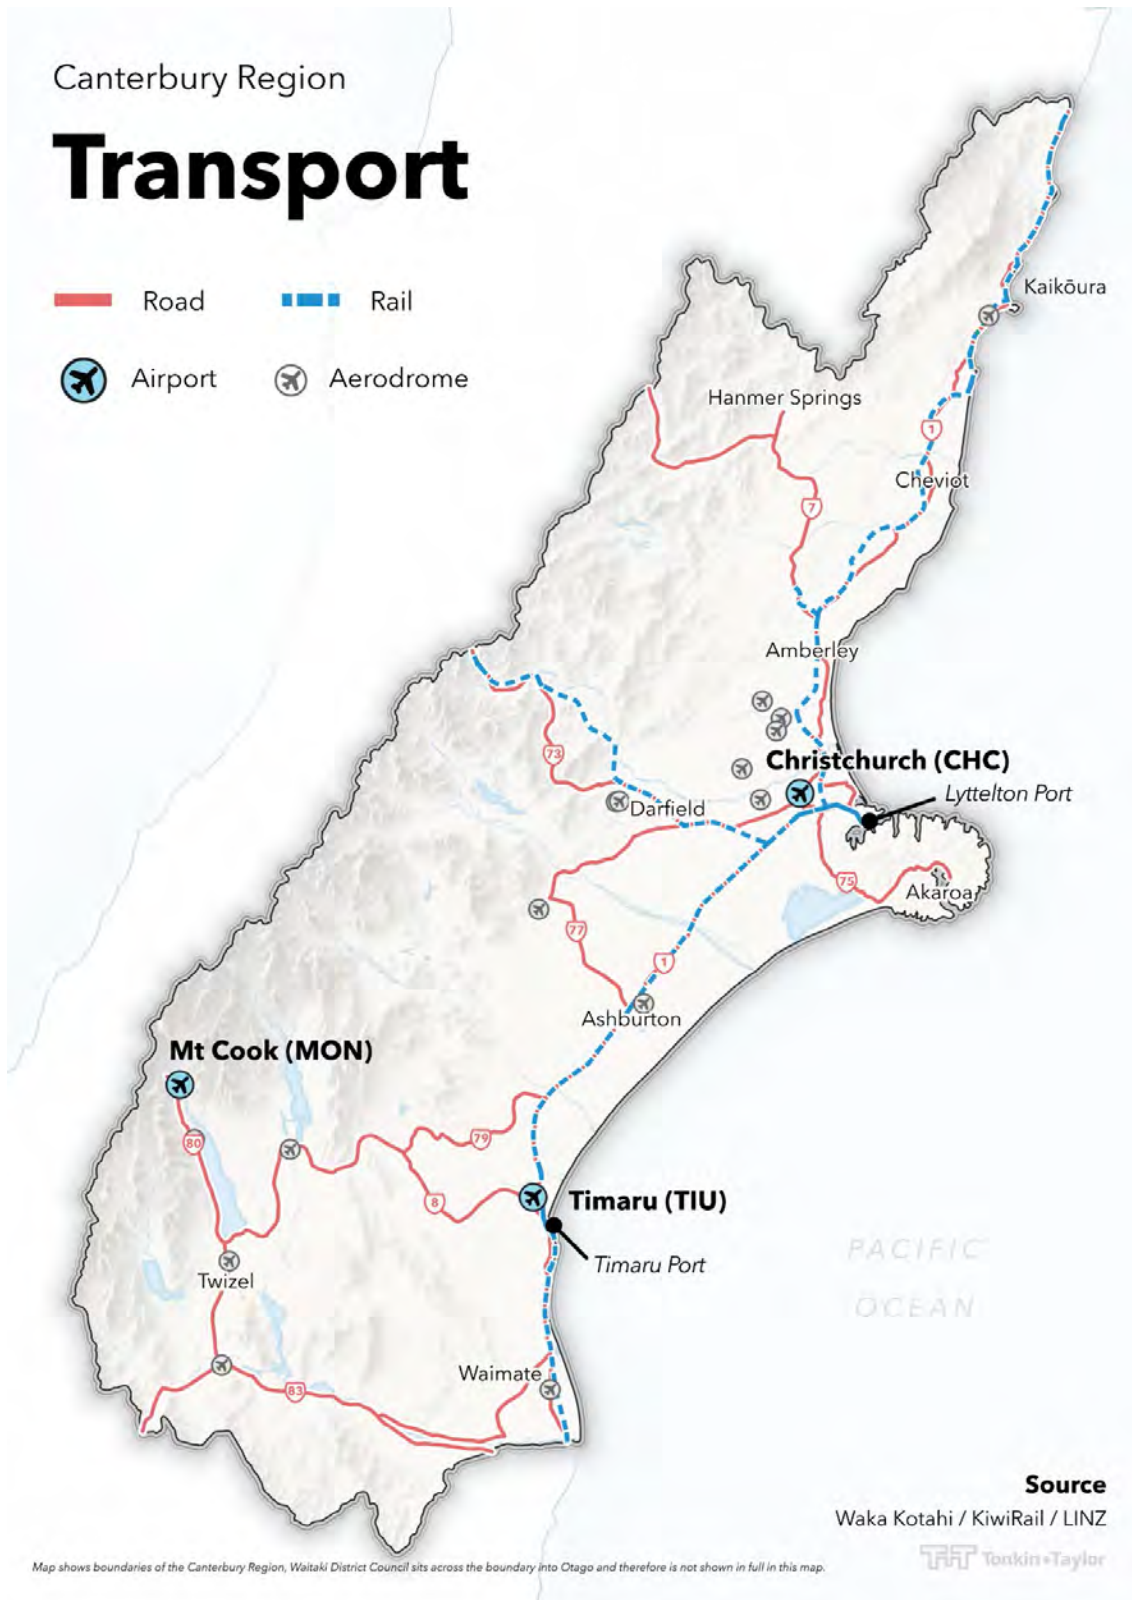 Canterbury Region
Transport
Road
Rail
Airport
Aerodrome
Kaikōura
Hanmer Springs
1
Cheviot
7
Amberley
73
Christchurch (CHC)
Lyttelton Port
Darfield
75
Akaroa
77
1
Ashburton
Mt Cook (MON)
80
79
8
Timaru (TIU)
Timaru Port
PACIFIC
OCEAN
Twizel
Waimate
83
Source
Waka Kotahi / KiwiRail / LINZ
Map shows boundaries of the Canterbury Region, Waitaki District Council sits across the boundary into Otago and therefore is not shown in full in this map.
T+T Tonkin+Taylor